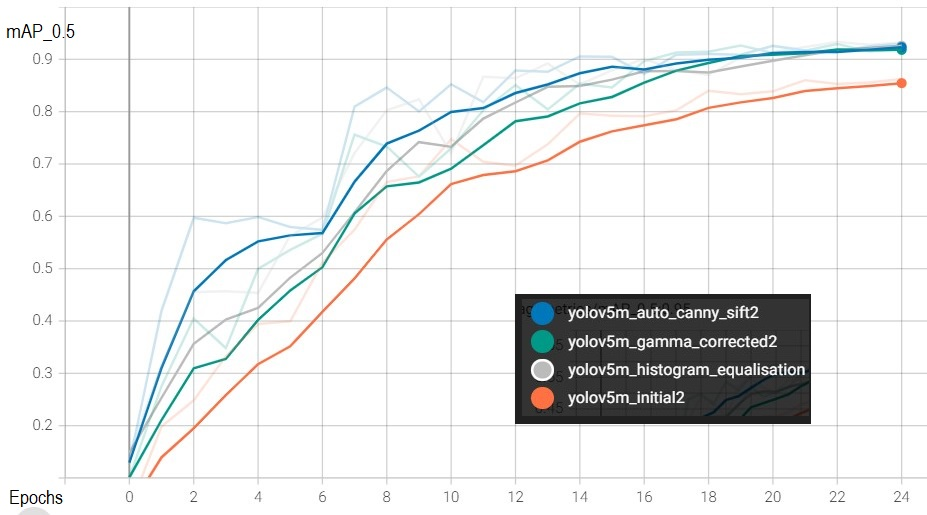 mAP_0.5
0.9
0.8
0.7
0.6
0.5
0.4
0.3
0.2
yolov5m_auto_canny_sift2
yolov5m_gamma_corrected2
yolov5m_histogram_equalisation
yolov5m_initial2
Epochs 0 2 4 6 8 10 12 14 16 18 20 22 24